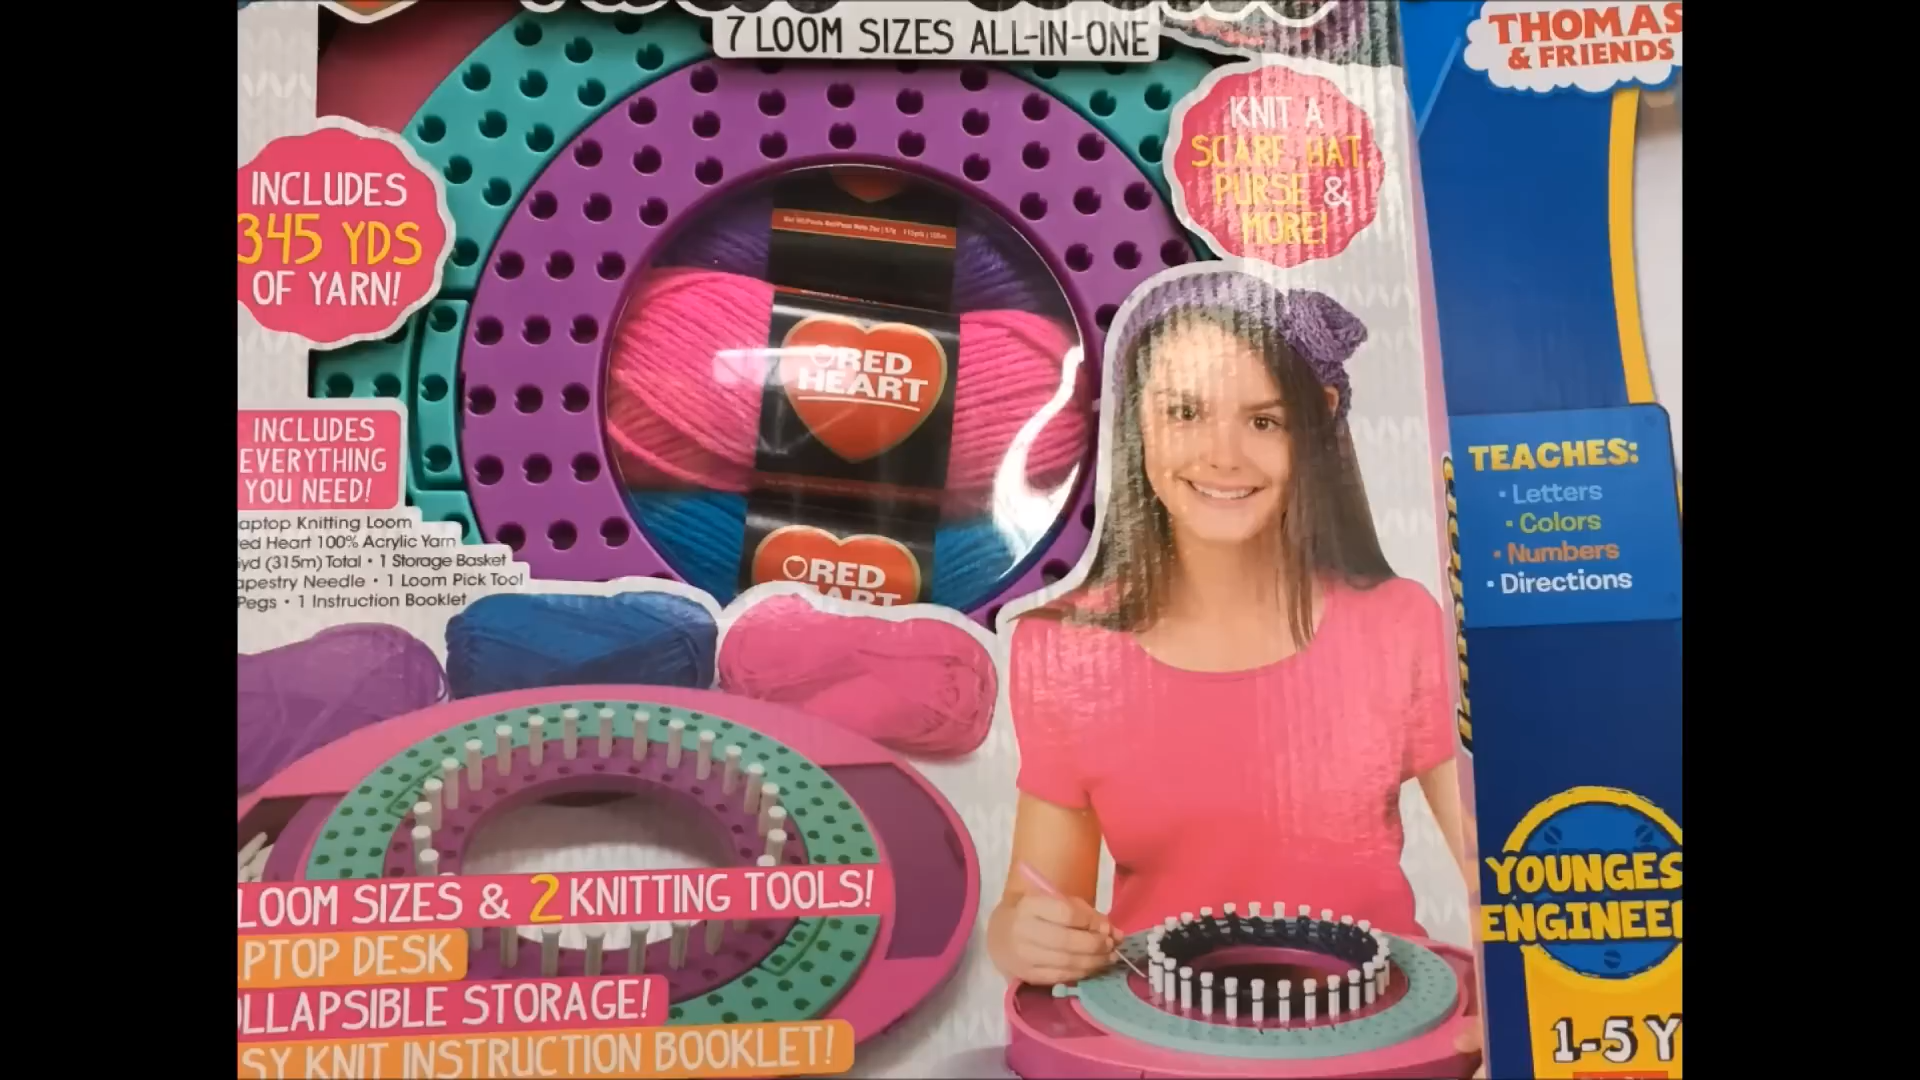 7 LOOM SIZES ALL-IN-ONE
THOMAS
& FRIENDS
KNIT A
SCARF HAT
PURSE &
MORE!
INCLUDES
345 YDS
OF YARN!
RED
HEART
INCLUDES
EVERYTHING
YOU NEED!
aptop Knitting Loom
ed Heart 100% Acrylic Yarn
yd (315m) Total • 1 Storage Basket
apestry Needle • 1 Loom Pick Tool
Pegs • 1 Instruction Booklet
RED
HEART
TEACHES:
• Letters
• Colors
• Numbers
• Directions
LOOM SIZES & 2 KNITTING TOOLS!
PTOP DESK
OLLAPSIBLE STORAGE!
SY KNIT INSTRUCTION BOOKLET!
YOUNGES
ENGINEE
1-5 Y